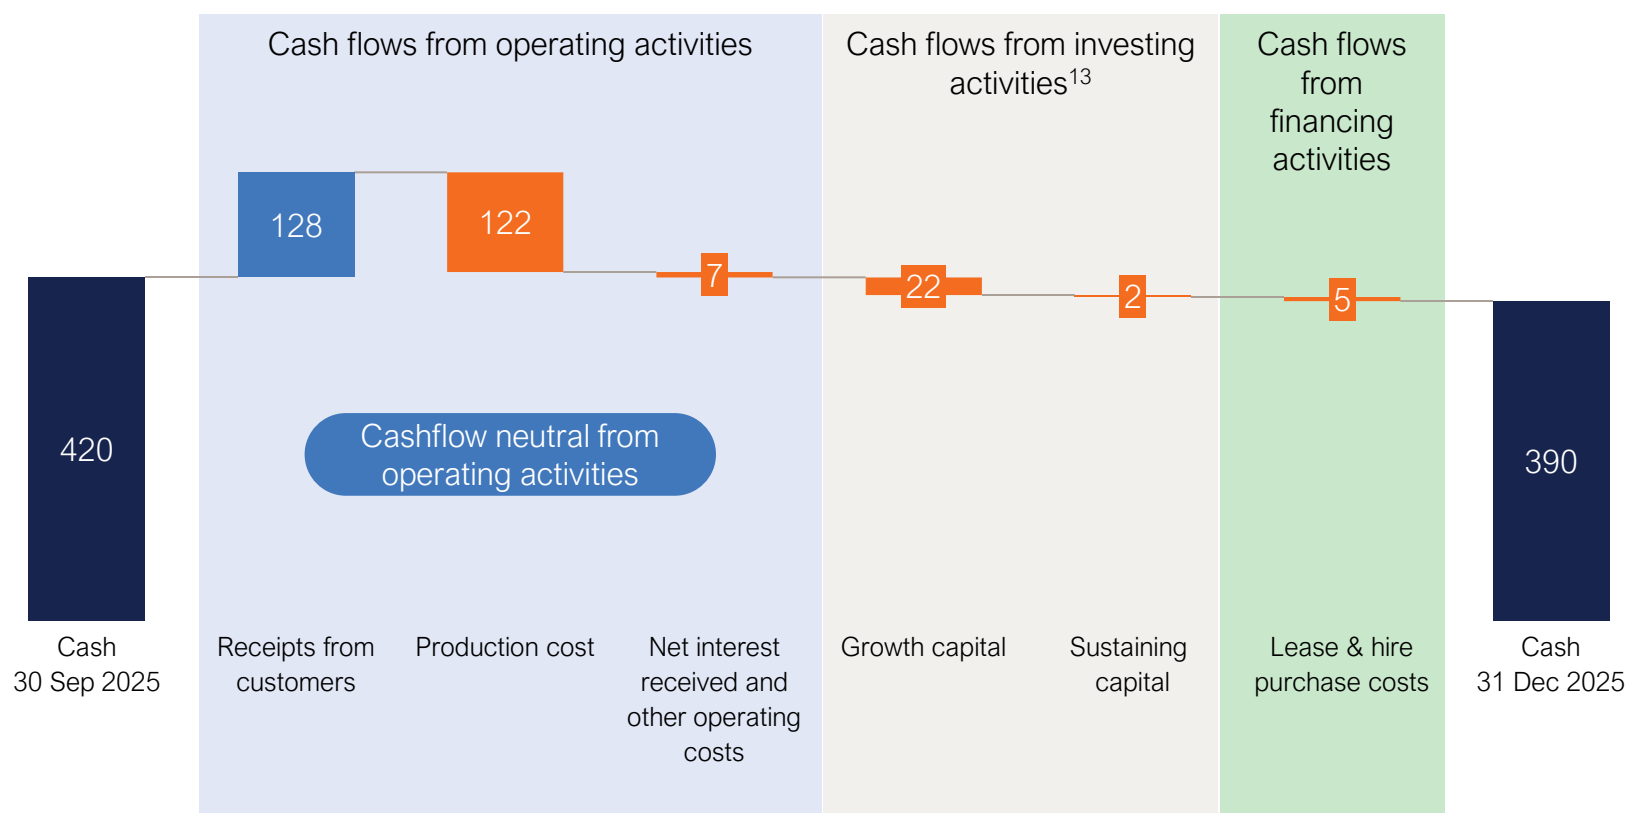 Cash flows from operating activities
Cash flows from investing
activities¹³
Cash flows
from
financing
activities
128
122
7
22
2
5
420
390
Cashflow neutral from
operating activities
Cash
30 Sep 2025
Receipts from
customers
Production cost
Net interest
received and
other operating
costs
Growth capital
Sustaining
capital
Lease & hire
purchase costs
Cash
31 Dec 2025